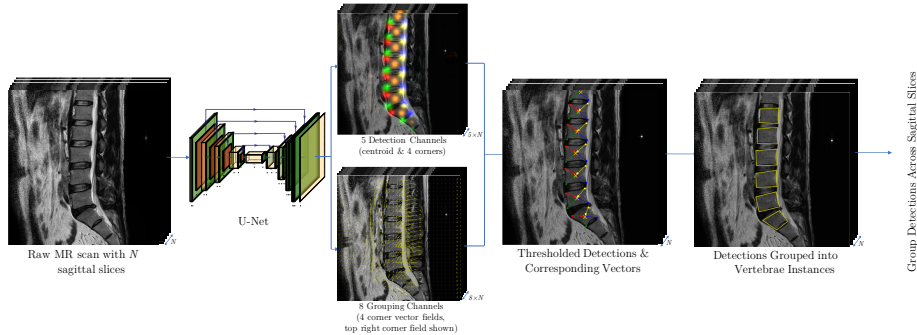 5×N
5 Detection Channels
(centroid & 4 corners)
N
Raw MR scan with N
sagittal slices
U-Net
8×N
8 Grouping Channels
(4 corner vector fields,
top right corner field shown)
N
Thresholded Detections &
Corresponding Vectors
N
Detections Grouped into
Vertebrae Instances
Group Detections Across Sagittal Slices